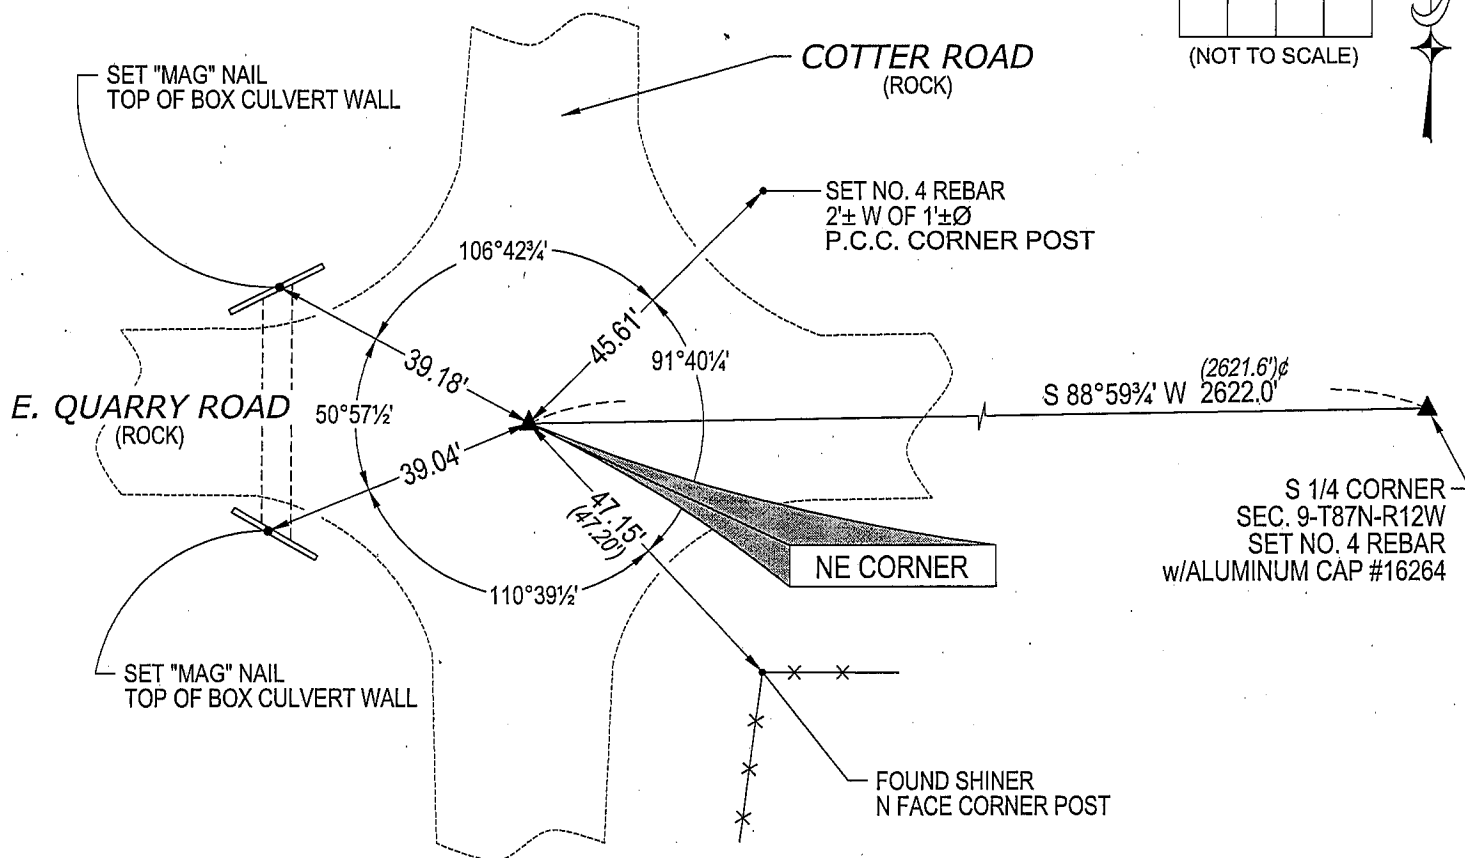 (NOT TO SCALE)
COTTER ROAD
(ROCK)
SET "MAG" NAIL
TOP OF BOX CULVERT WALL
SET NO. 4 REBAR
2'± W OF 1'±Ø
P.C.C. CORNER POST
106°42¾'
45.61'
91°40¼'
39.18'
(2621.6')₵
S 88°59¾' W 2622.0'
E. QUARRY ROAD
(ROCK)
50°57½'
39.04'
47.15'
(47.20')
S 1/4 CORNER
SEC. 9-T87N-R12W
SET NO. 4 REBAR
w/ALUMINUM CAP #16264
NE CORNER
110°39½'
SET "MAG" NAIL
TOP OF BOX CULVERT WALL
FOUND SHINER
N FACE CORNER POST